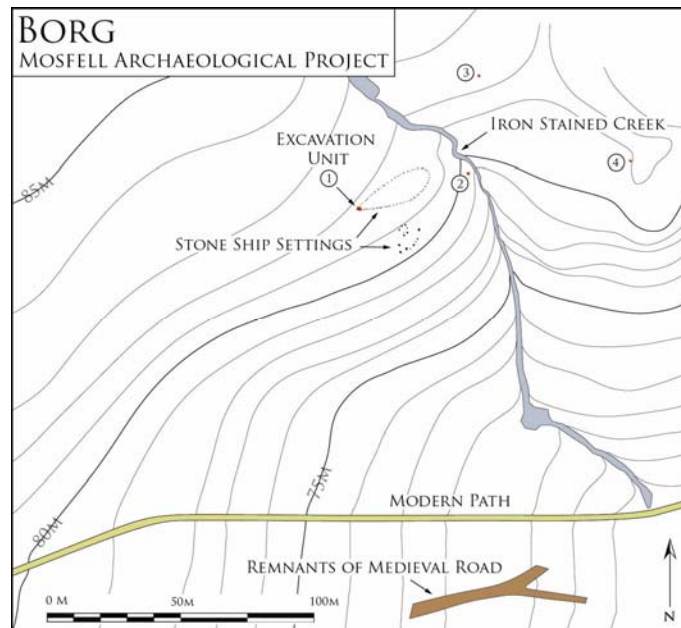 BORG
MOSFELL ARCHAEOLOGICAL PROJECT
3
IRON STAINED CREEK
EXCAVATION
UNIT
1
2
4
85M
STONE SHIP SETTINGS
75M
MODERN PATH
80M
REMNANTS OF MEDIEVAL ROAD
0 M
50M
100M
N